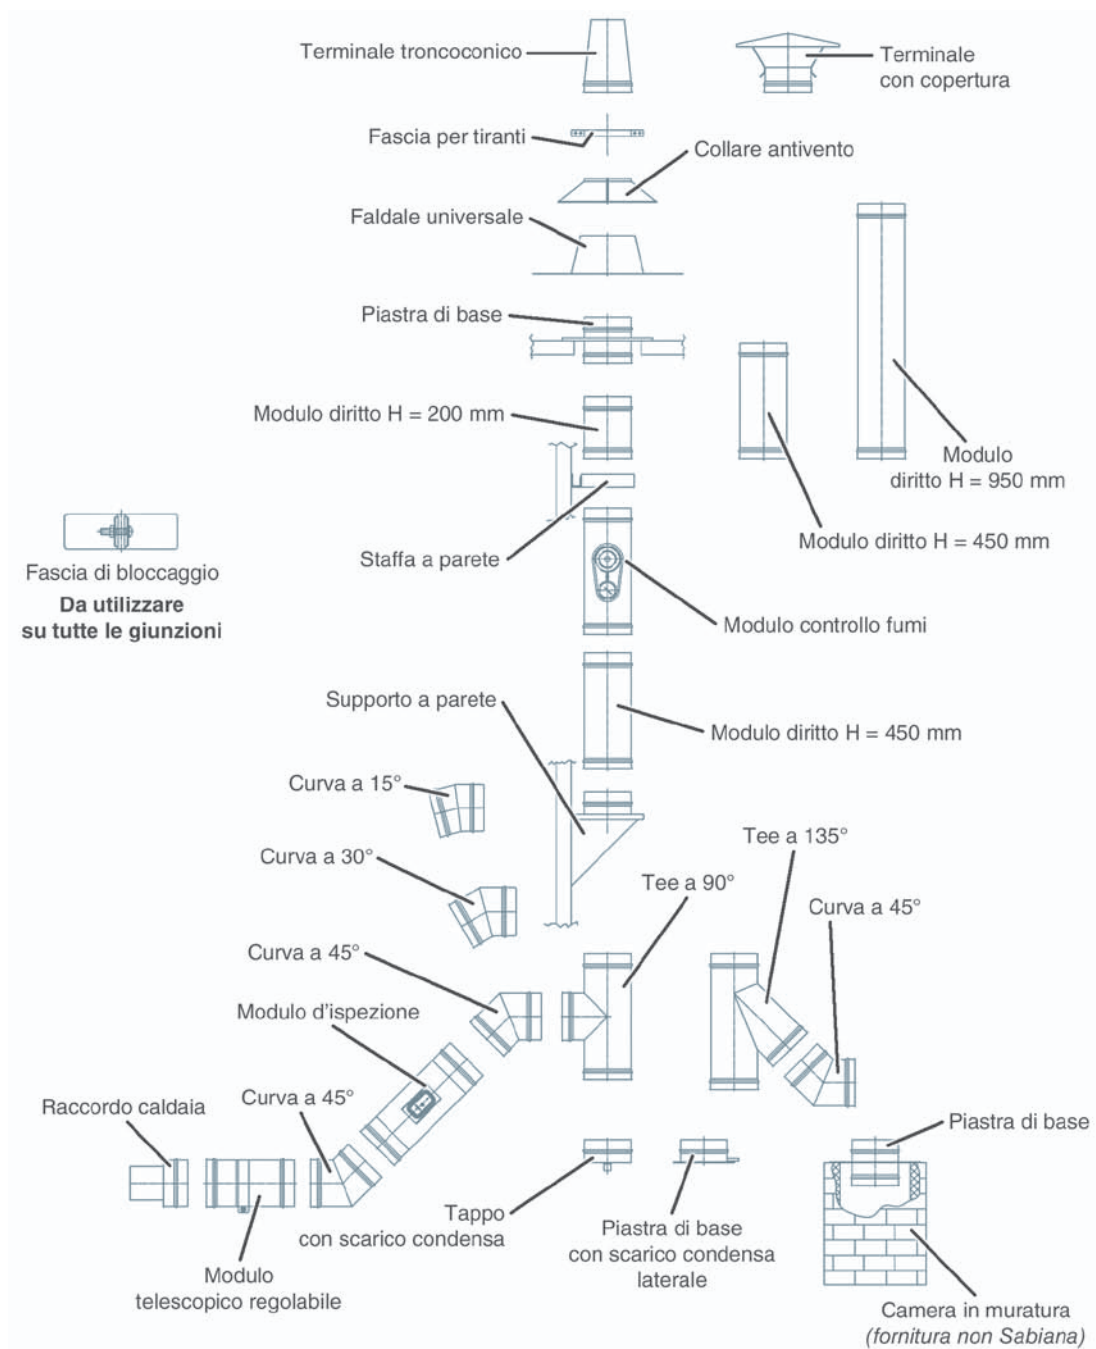 Terminale troncoconico
Terminale
con copertura
Fascia per tiranti
Collare antivento
Faldale universale
Piastra di base
Modulo diritto H = 200 mm
Modulo
diritto H = 950 mm
Modulo diritto H = 450 mm
Staffa a parete
Fascia di bloccaggio
Da utilizzare
su tutte le giunzioni
Modulo controllo fumi
Supporto a parete
Modulo diritto H = 450 mm
Curva a 15°
Tee a 135°
Curva a 30°
Tee a 90°
Curva a 45°
Curva a 45°
Modulo d'ispezione
Curva a 45°
Raccordo caldaia
Piastra di base
Tappo
con scarico condensa
Piastra di base
con scarico condensa
laterale
Modulo
telescopico regolabile
Camera in muratura
(fornitura non Sabiana)